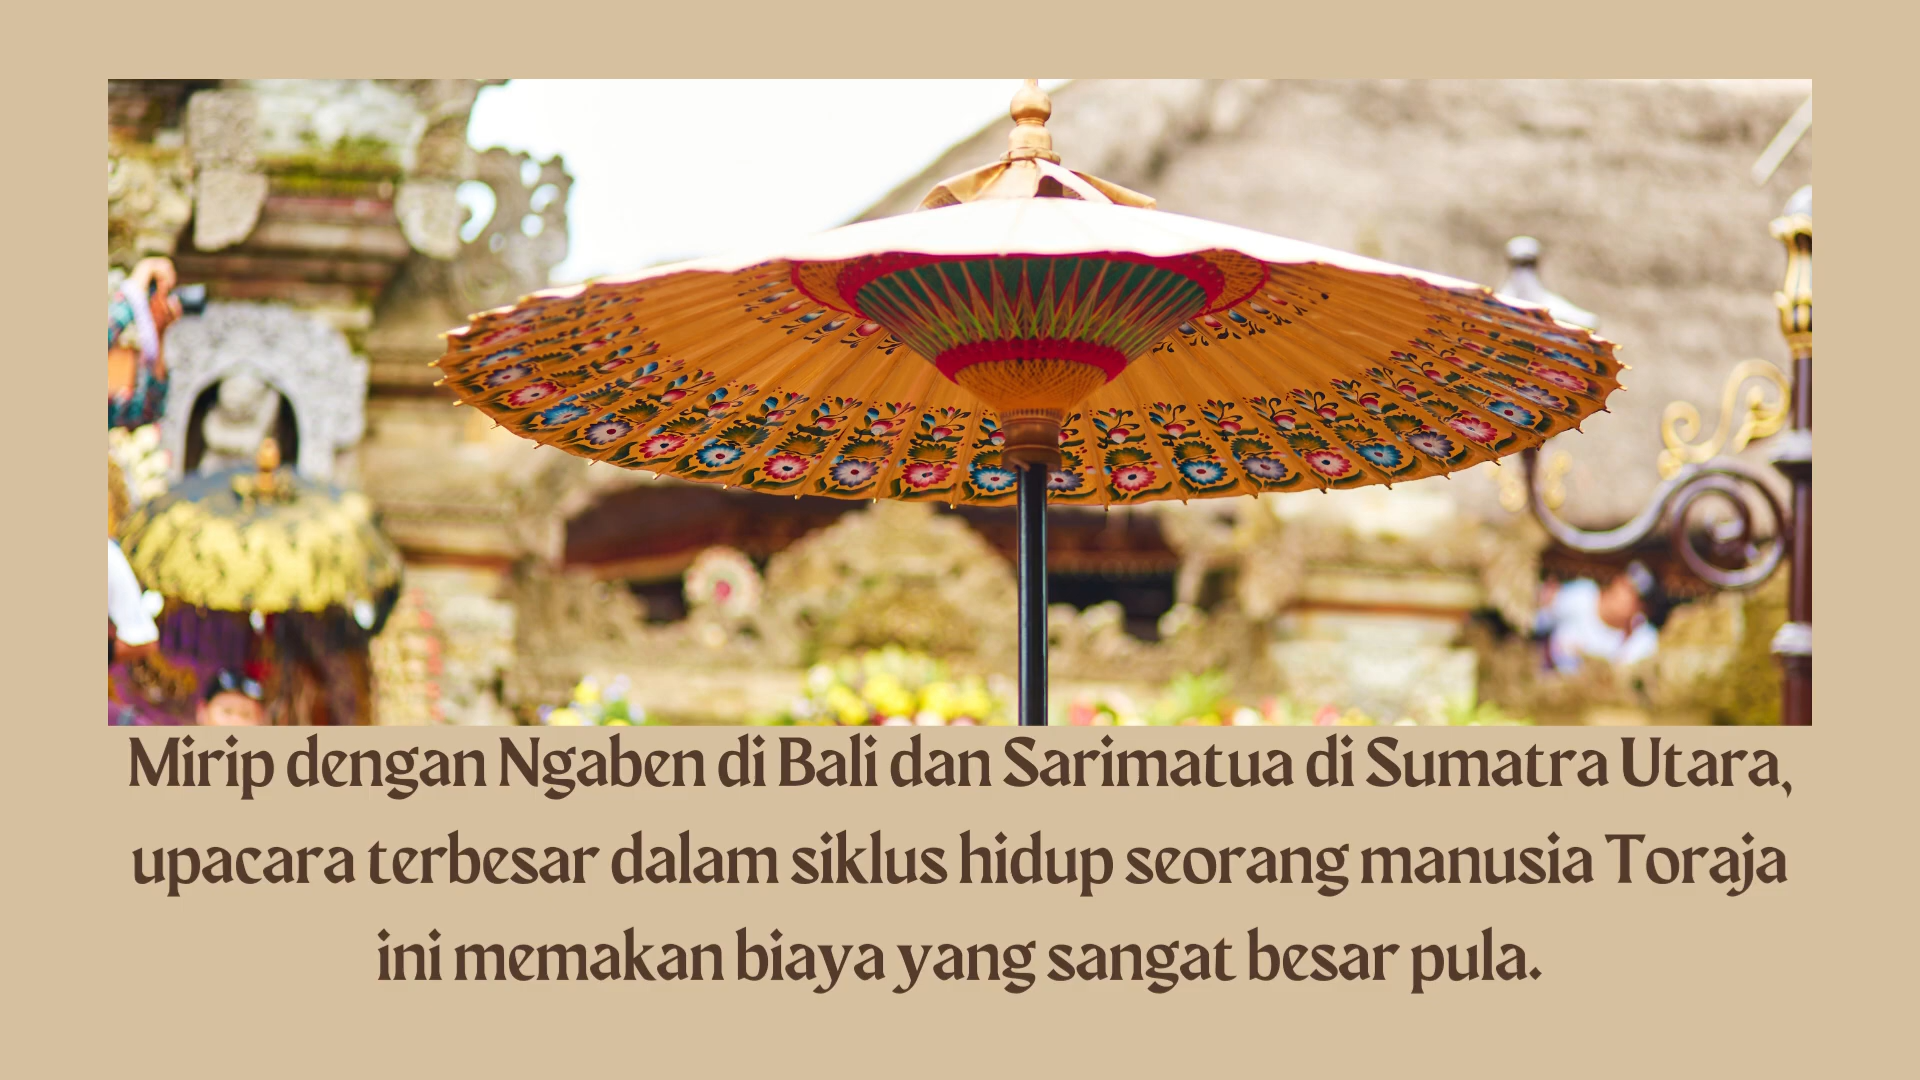 Mirip dengan Ngaben di Bali dan Sarimatua di Sumatra Utara,
upacara terbesar dalam siklus hidup seorang manusia Toraja
ini memakan biaya yang sangat besar pula.